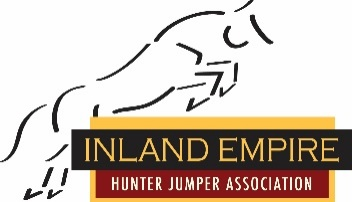 INLAND EMPIRE
HUNTER JUMPER ASSOCIATION